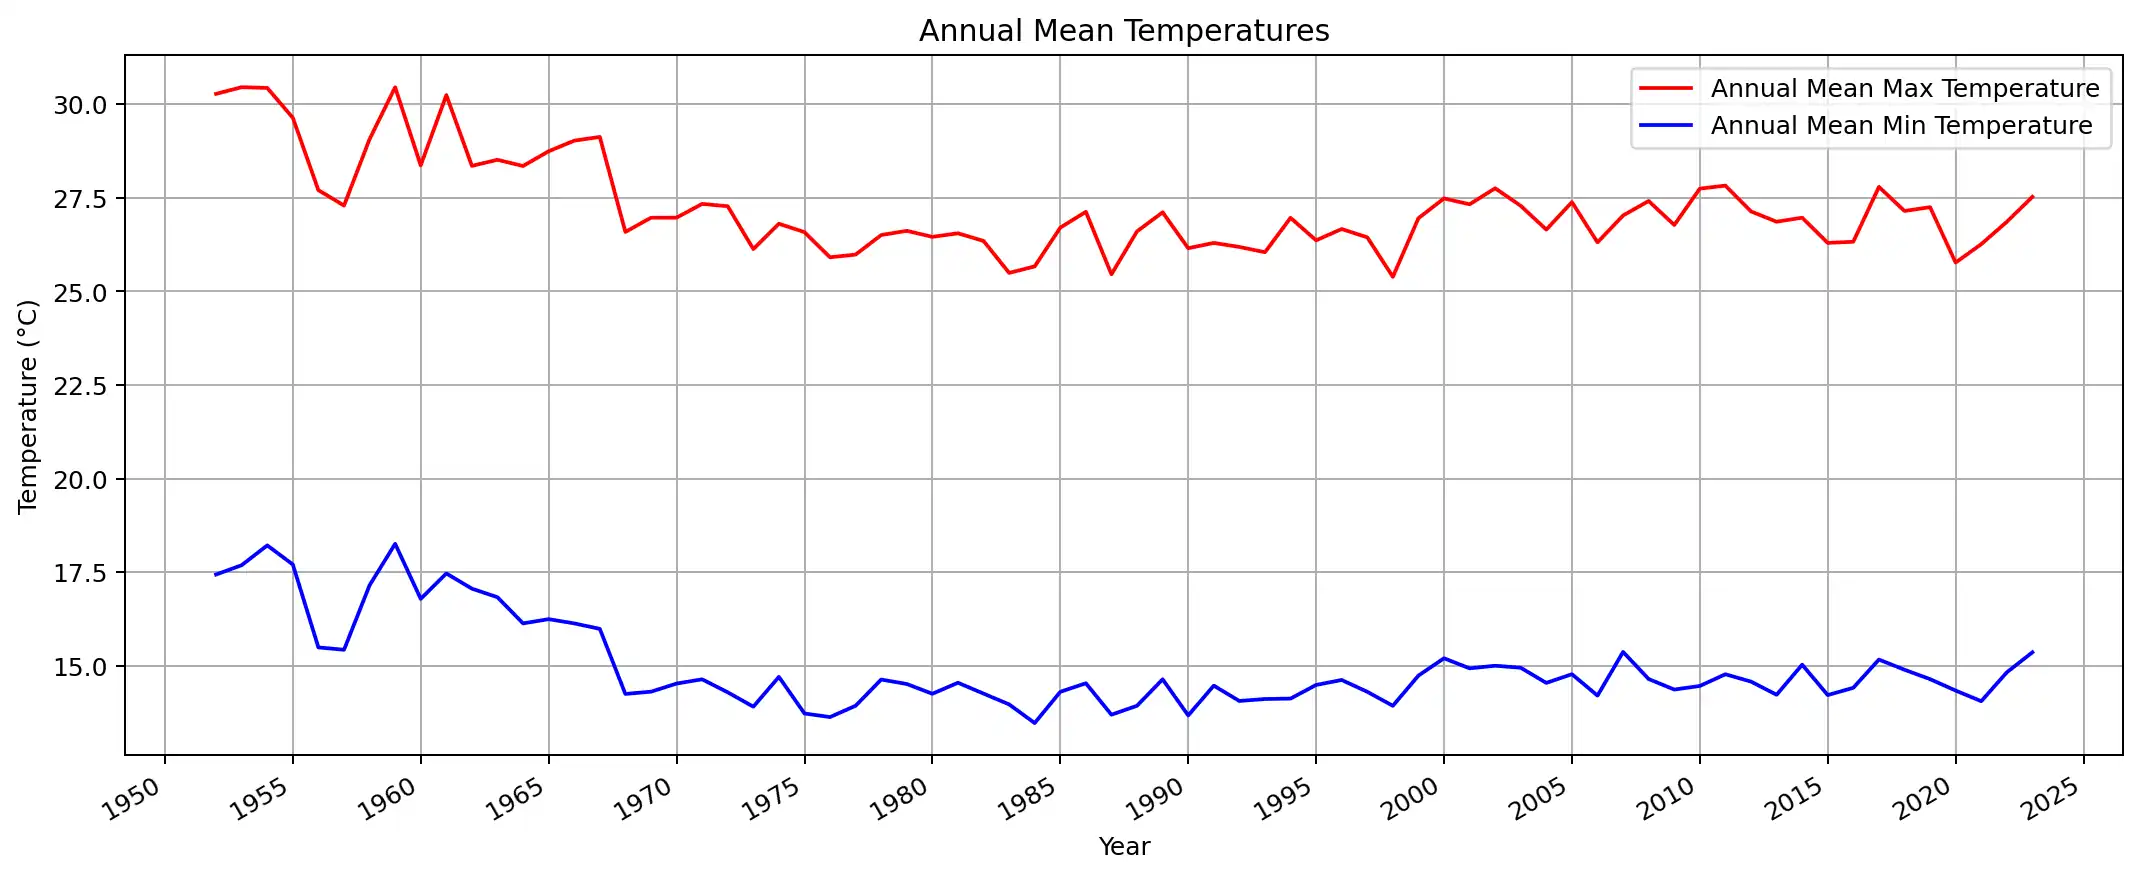 Annual Mean Temperatures
Annual Mean Max Temperature
Annual Mean Min Temperature
Temperature (°C)
30.0
27.5
25.0
22.5
20.0
17.5
15.0
1950 1955 1960 1965 1970 1975 1980 1985 1990 1995 2000 2005 2010 2015 2020 2025
Year